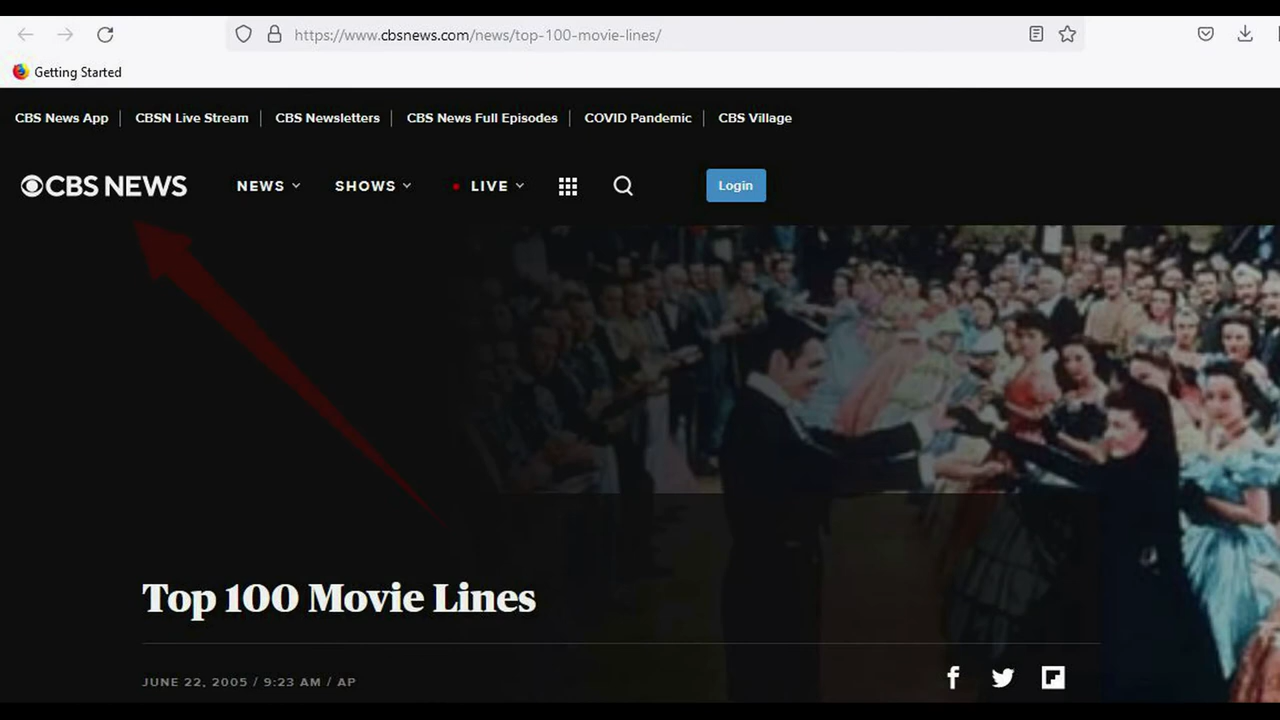 https://www.cbsnews.com/news/top-100-movie-lines/
Getting Started
CBS News App CBSN Live Stream CBS Newsletters CBS News Full Episodes COVID Pandemic CBS Village
CBS NEWS NEWS SHOWS LIVE Login
Top 100 Movie Lines
JUNE 22, 2005 / 9:23 AM / AP